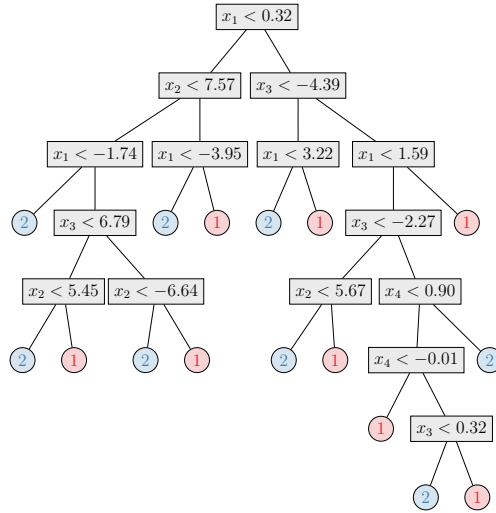 x₁ < 0.32
x₂ < 7.57 x₃ < −4.39
x₁ < −1.74 x₁ < −3.95 x₁ < 3.22 x₁ < 1.59
2 x₃ < 6.79 2 1 2 1 x₃ < −2.27 1
x₂ < 5.45 x₂ < −6.64 x₂ < 5.67 x₄ < 0.90
2 1 2 1 2 1 x₄ < −0.01 2
1 x₃ < 0.32
2 1